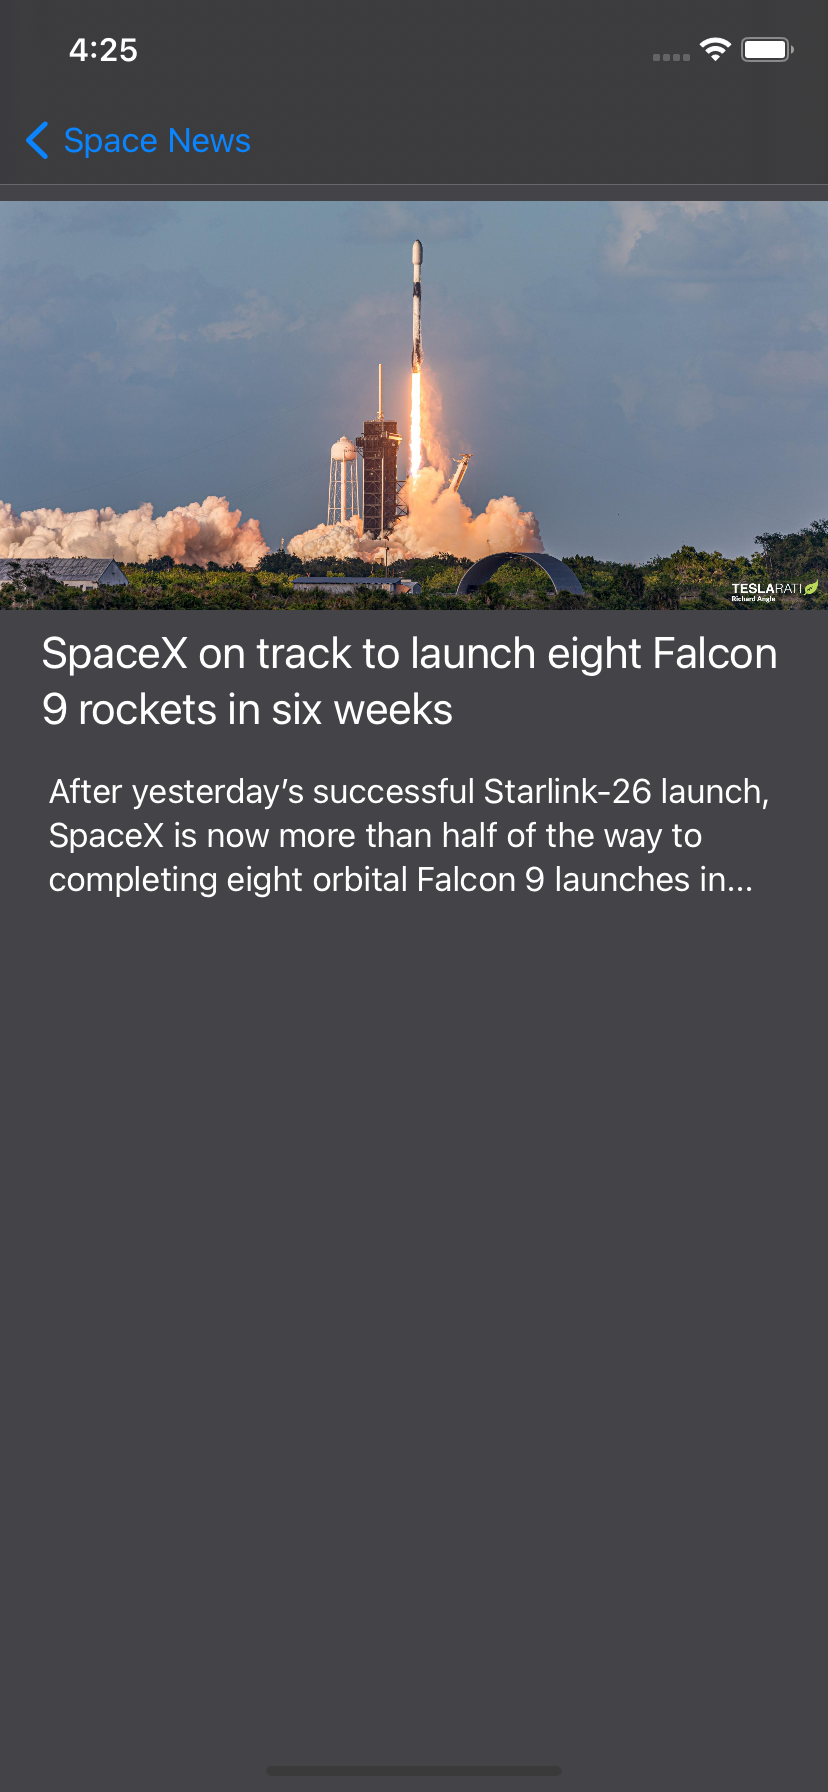 4:25
Space News
TESLARATI
Richard Angle
SpaceX on track to launch eight Falcon
9 rockets in six weeks
After yesterday’s successful Starlink-26 launch,
SpaceX is now more than half of the way to
completing eight orbital Falcon 9 launches in...